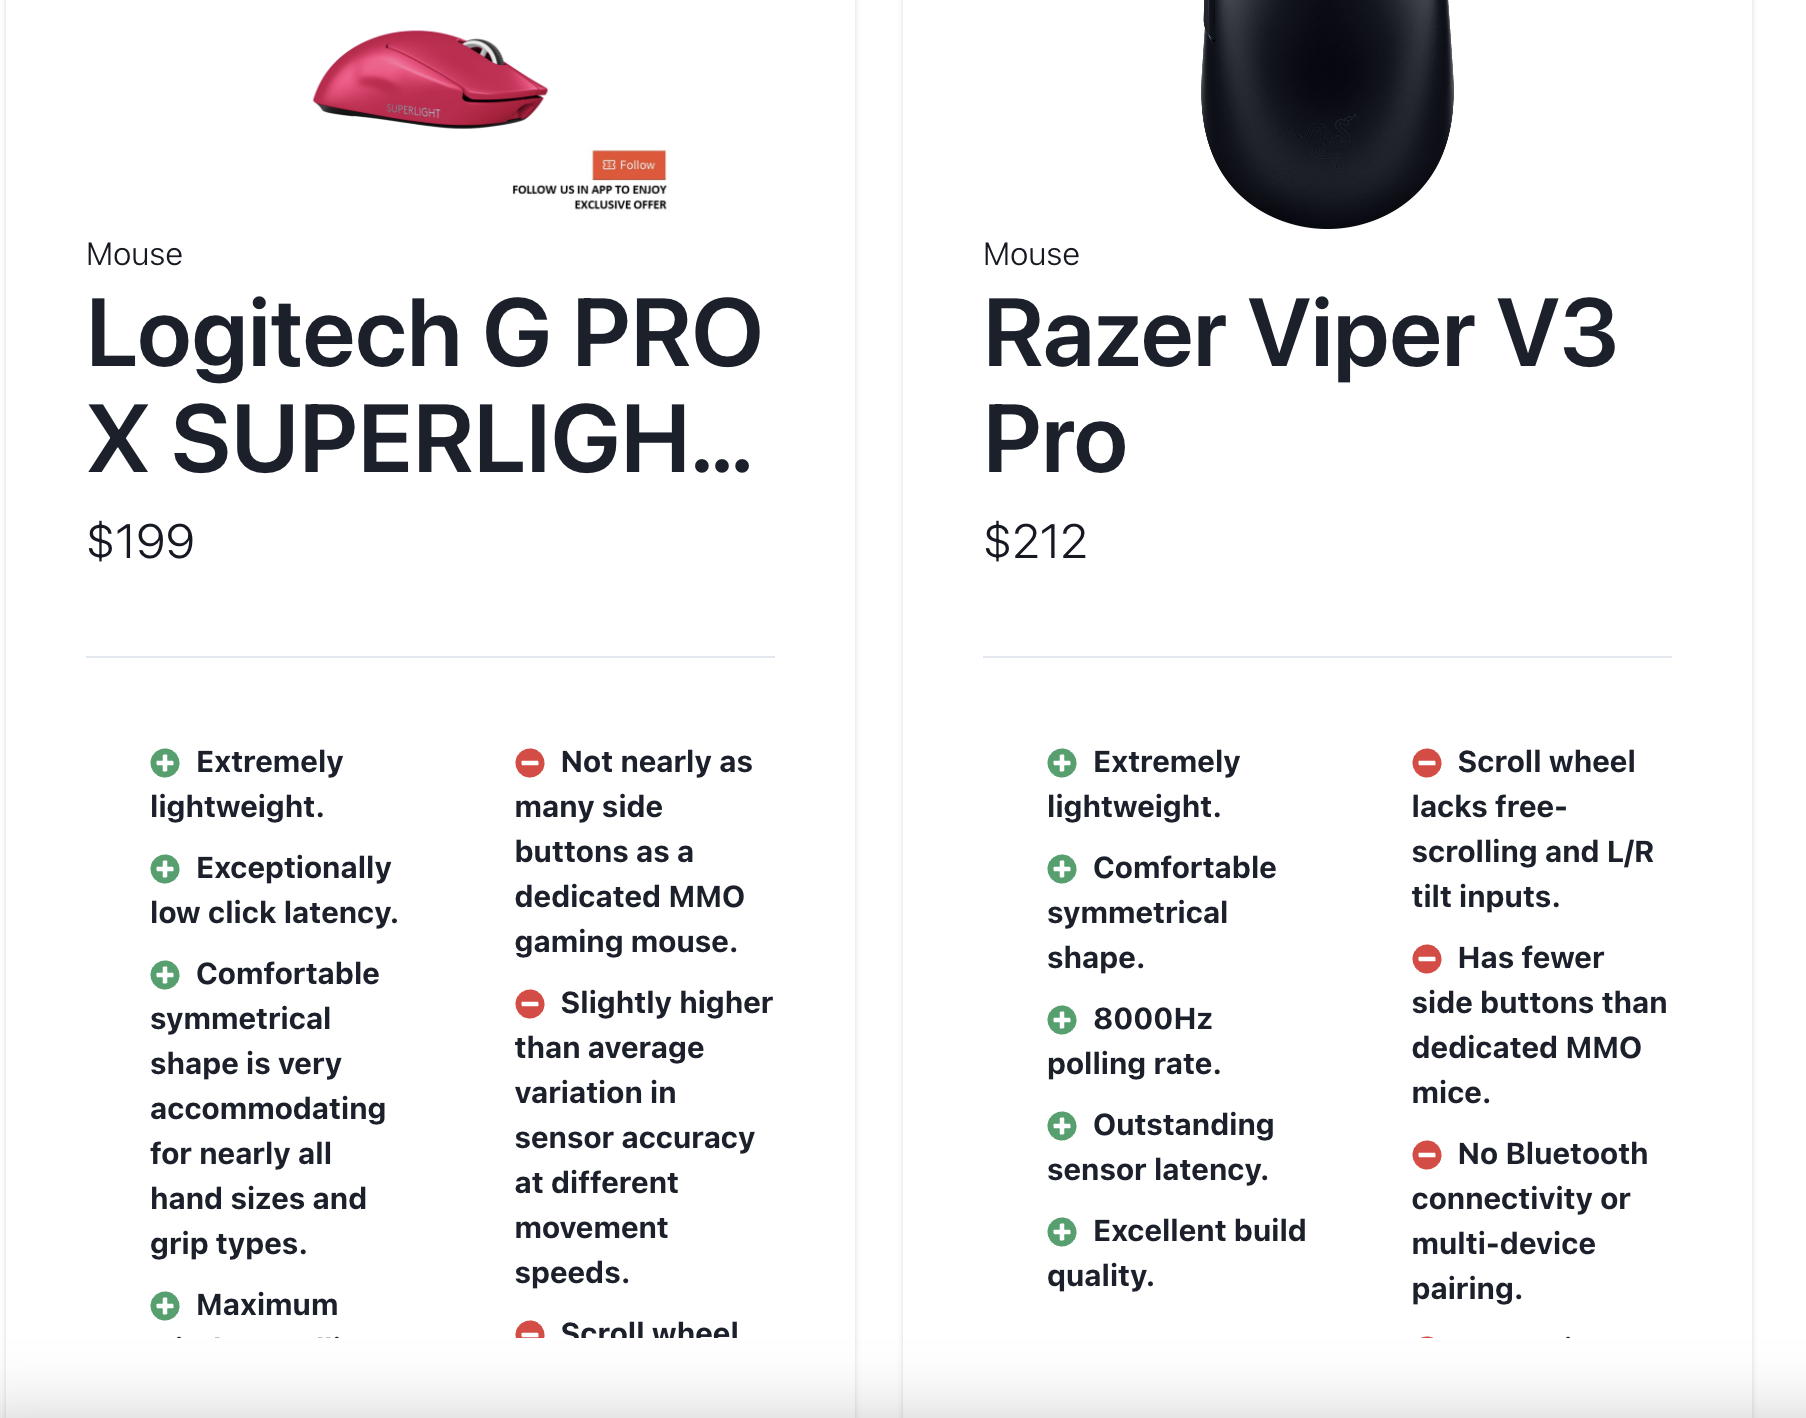 SUPERLIGHT
Follow
FOLLOW US IN APP TO ENJOY
EXCLUSIVE OFFER
Mouse
Logitech G PRO
X SUPERLIGH...
$199
Extremely
lightweight.
Exceptionally
low click latency.
Comfortable
symmetrical
shape is very
accommodating
for nearly all
hand sizes and
grip types.
Maximum
Not nearly as
many side
buttons as a
dedicated MMO
gaming mouse.
Slightly higher
than average
variation in
sensor accuracy
at different
movement
speeds.
Scroll wheel
Mouse
Razer Viper V3
Pro
$212
Extremely
lightweight.
Comfortable
symmetrical
shape.
8000Hz
polling rate.
Outstanding
sensor latency.
Excellent build
quality.
Scroll wheel
lacks free-
scrolling and L/R
tilt inputs.
Has fewer
side buttons than
dedicated MMO
mice.
No Bluetooth
connectivity or
multi-device
pairing.